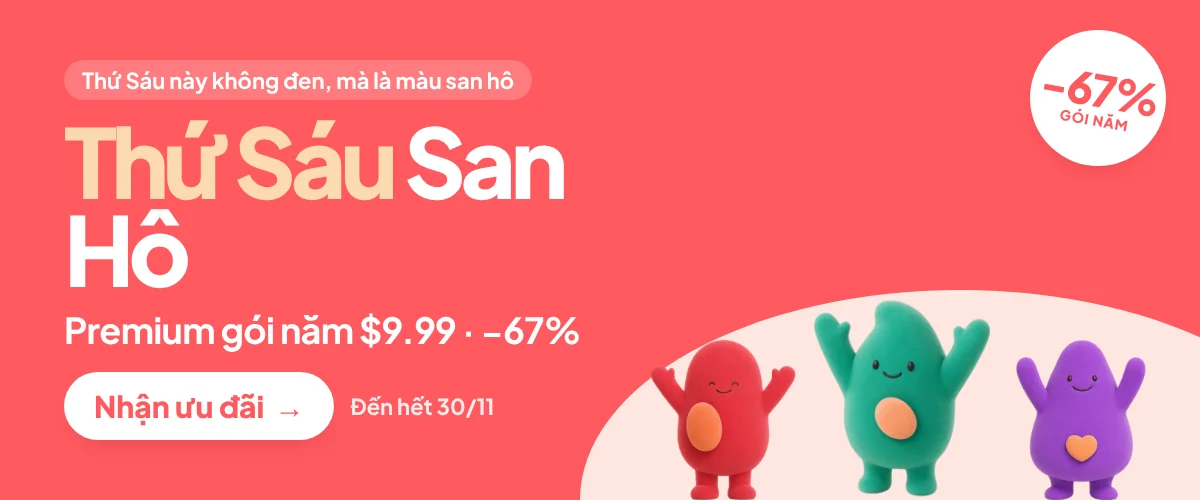 Thứ Sáu này không đen, mà là màu san hô
Thứ Sáu San
Hô
Premium gói năm $9.99 · −67%
Nhận ưu đãi →
Đến hết 30/11
−67%
GÓI NĂM